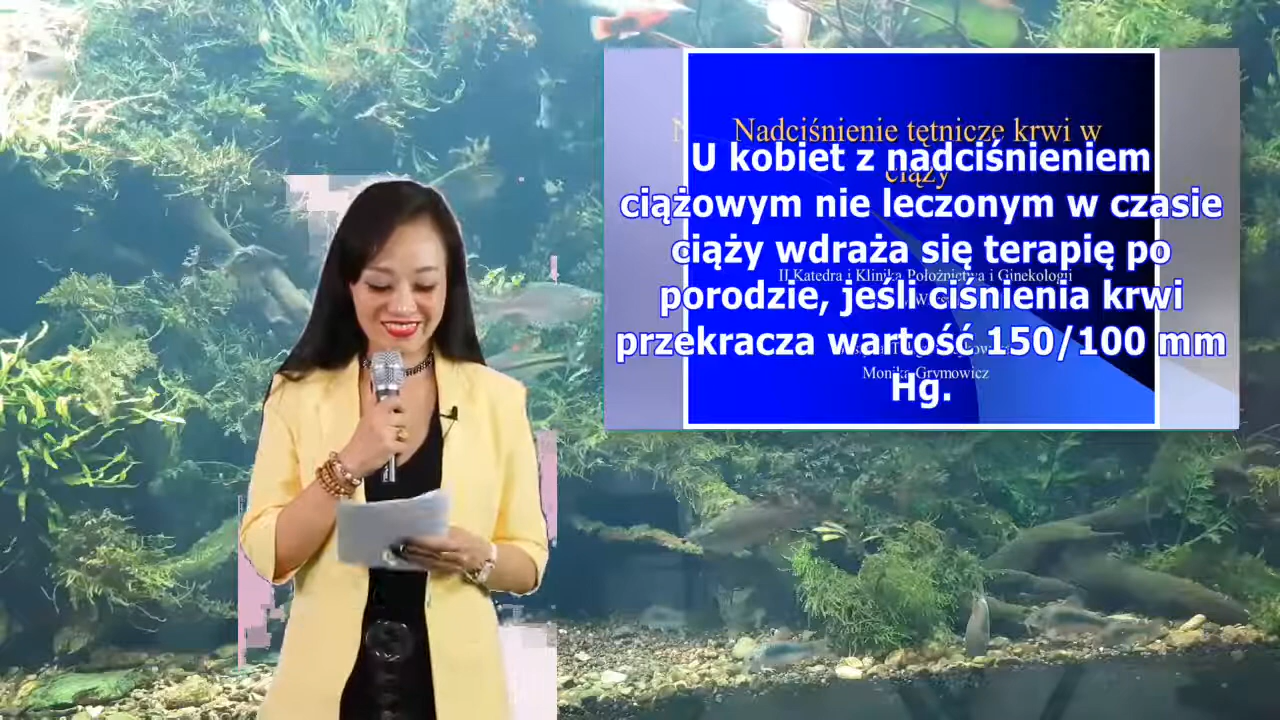 Nadciśnienie tętnicze krwi w
ciąży
U kobiet z nadciśnieniem
ciążowym nie leczonym w czasie
ciąży wdraża się terapię po
porodzie, jeśli ciśnienia krwi
przekracza wartość 150/100 mm
Hg.
II Katedra i Klinika Położnictwa i Ginekologii
Monika Grymowicz